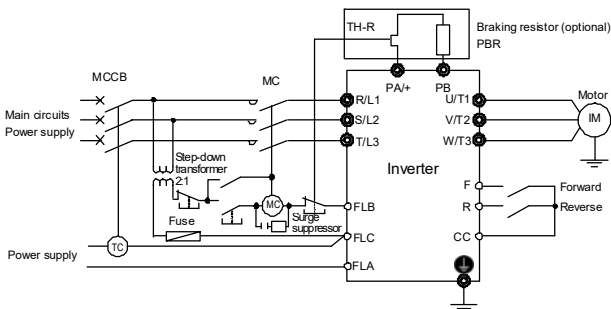 TH-R
Braking resistor (optional)
PBR
MCCB
MC
PA/+
PB
Motor
Main circuits
Power supply
R/L1
S/L2
T/L3
U/T1
V/T2
W/T3
IM
Inverter
Step-down
transformer
2:1
MC
FLB
F
Forward
R
Reverse
Surge
suppressor
Fuse
FLC
CC
TC
Power supply
FLA